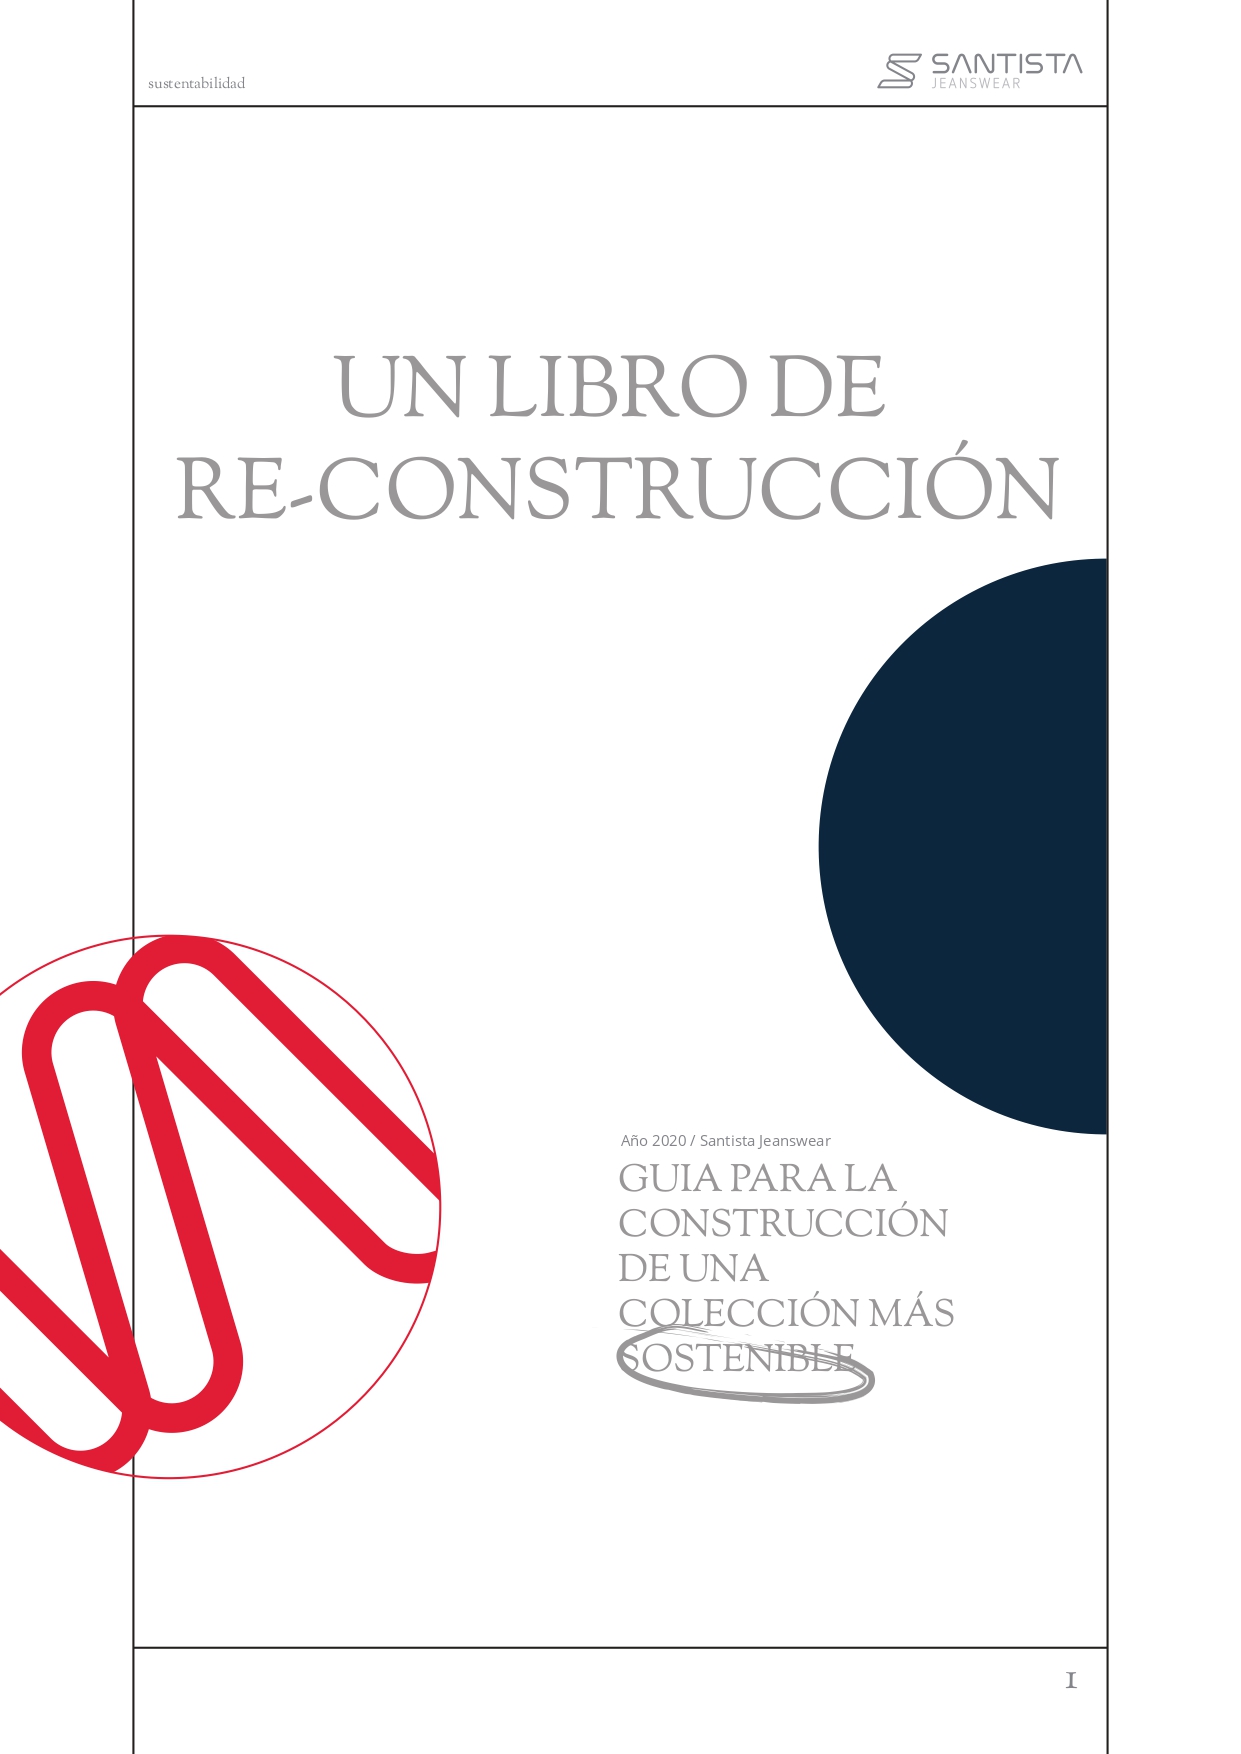 sustentabilidad
SANTISTA
JEANSWEAR
UN LIBRO DE
RE-CONSTRUCCIÓN
Año 2020 / Santista Jeanswear
GUIA PARA LA
CONSTRUCCIÓN
DE UNA
COLECCIÓN MÁS
SOSTENIBLE
1